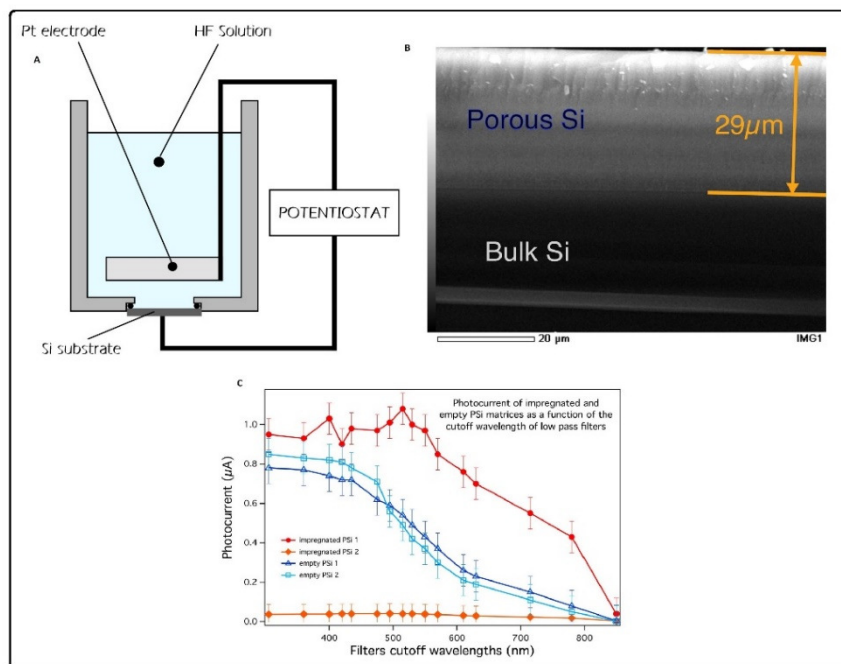 Pt electrode
HF Solution
A
POTENTIOSTAT
Si substrate
B
Porous Si
29µm
Bulk Si
20 µm
IMG1
C
Photocurrent of impregnated and
empty PSi matrices as a function of the
cutoff wavelength of low pass filters
Photocurrent (µA)
1.0
0.8
0.6
0.4
0.2
0.0
impregnated PSi 1
impregnated PSi 2
empty PSi 1
empty PSi 2
400 500 600 700 800
Filters cutoff wavelengths (nm)